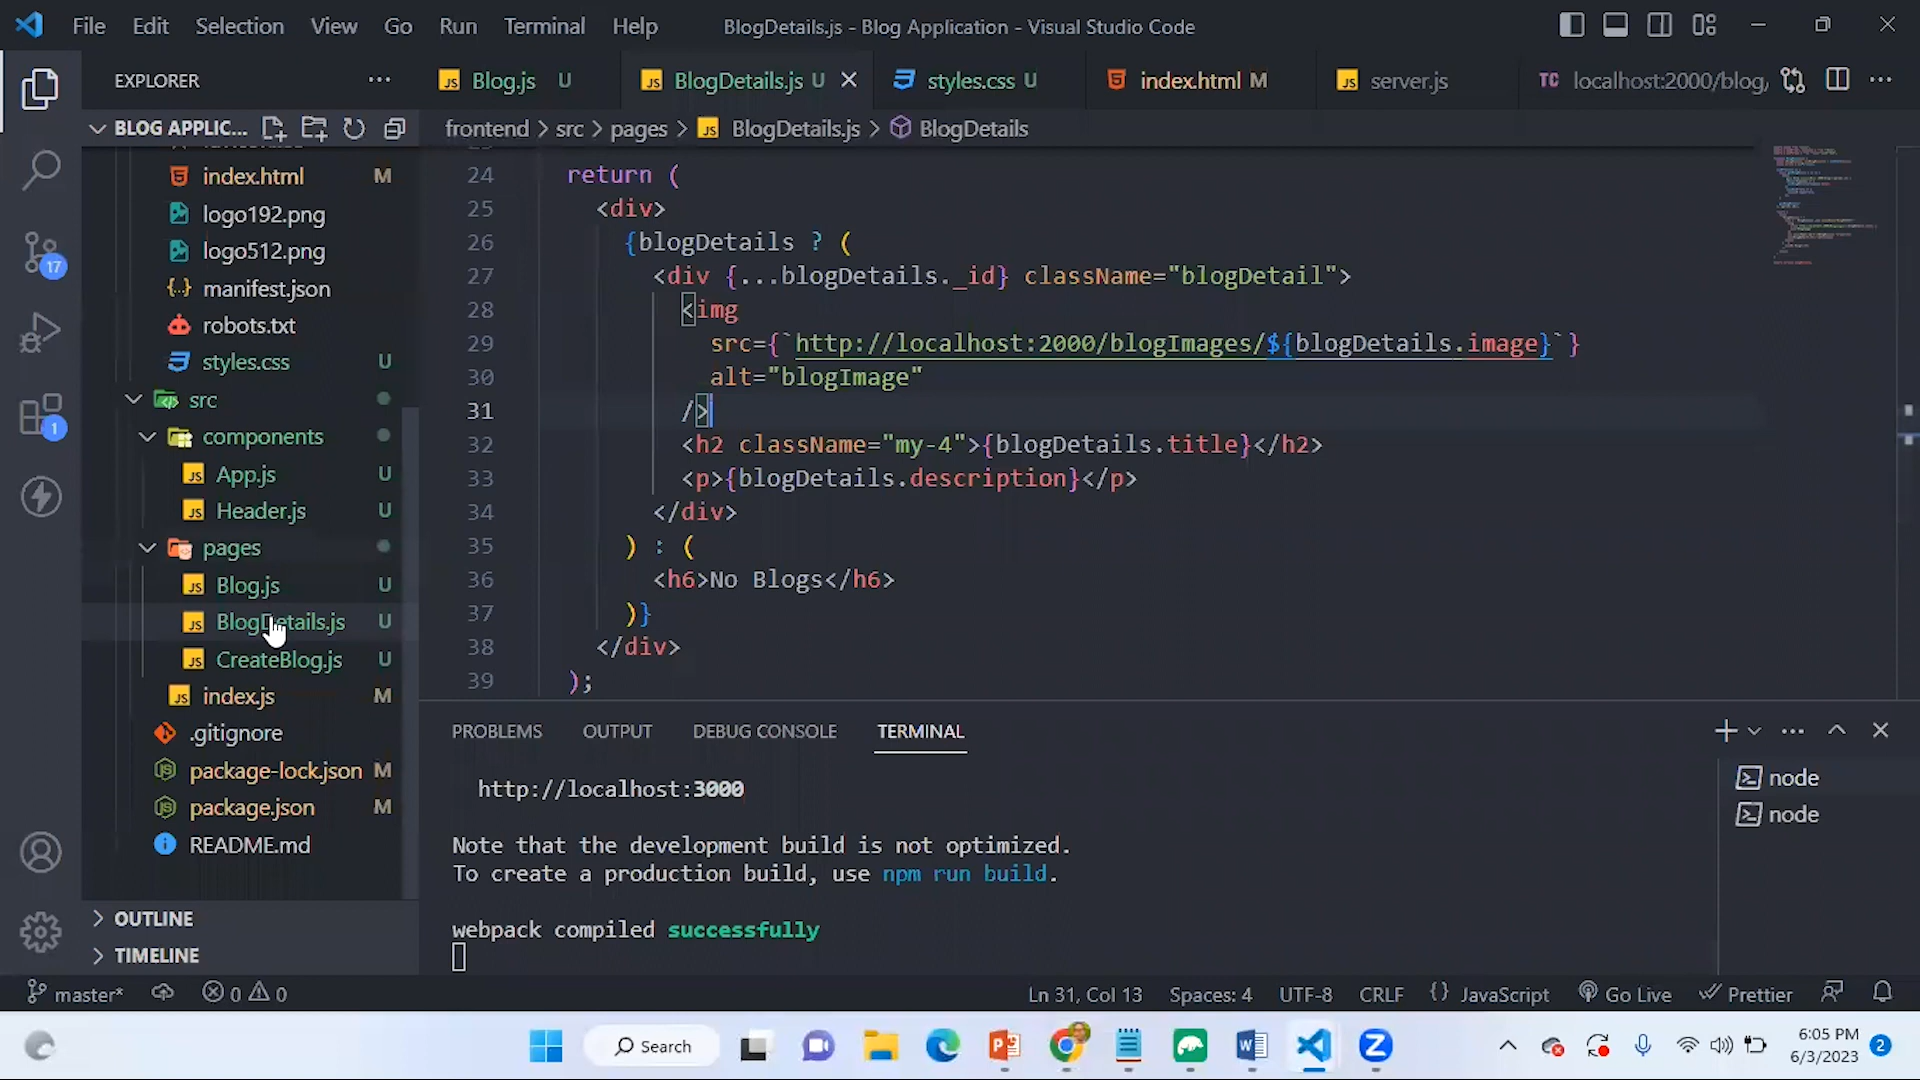 File Edit Selection View Go Run Terminal Help BlogDetails.js - Blog Application - Visual Studio Code
EXPLORER
Blog.js U
BlogDetails.js U
styles.css U
index.html M
server.js
TC localhost:2000/blog/
BLOG APPLIC...
frontend > src > pages > BlogDetails.js > BlogDetails
index.html M
logo192.png
logo512.png
manifest.json
robots.txt
styles.css U
src
components
App.js U
Header.js U
pages
Blog.js U
BlogDetails.js U
CreateBlog.js U
index.js M
.gitignore
package-lock.json M
package.json M
README.md
OUTLINE
TIMELINE
24 return (
25 <div>
26 {blogDetails ? (
27 <div {...blogDetails._id} className="blogDetail">
28 <img
29 src={`http://localhost:2000/blogImages/${blogDetails.image}`}
30 alt="blogImage"
31 />
32 <h2 className="my-4">{blogDetails.title}</h2>
33 <p>{blogDetails.description}</p>
34 </div>
35 ) : (
36 <h6>No Blogs</h6>
37 )}
38 </div>
39 );
PROBLEMS OUTPUT DEBUG CONSOLE TERMINAL
http://localhost:3000
Note that the development build is not optimized.
To create a production build, use npm run build.
webpack compiled successfully
node
node
17
1
master* 0 0 Ln 31, Col 13 Spaces: 4 UTF-8 CRLF {} JavaScript Go Live Prettier
Search
6:05 PM
6/3/2023
2